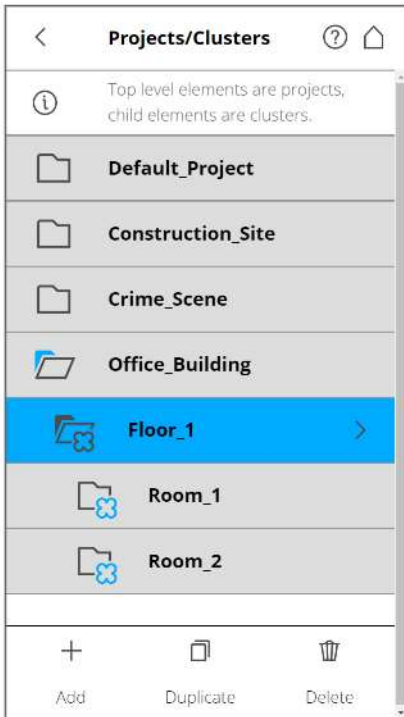 Projects/Clusters
Top level elements are projects,
child elements are clusters.
Default_Project
Construction_Site
Crime_Scene
Office_Building
Floor_1
Room_1
Room_2
Add Duplicate Delete